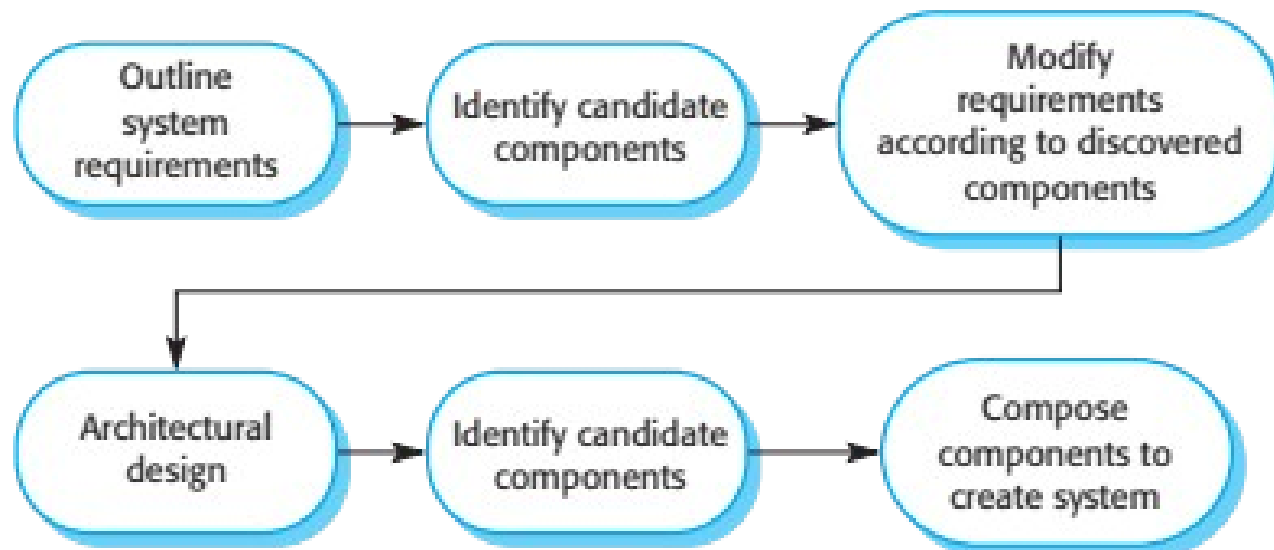 Outline
system
requirements
Identify candidate
components
Modify
requirements
according to discovered
components
Architectural
design
Identify candidate
components
Compose
components to
create system